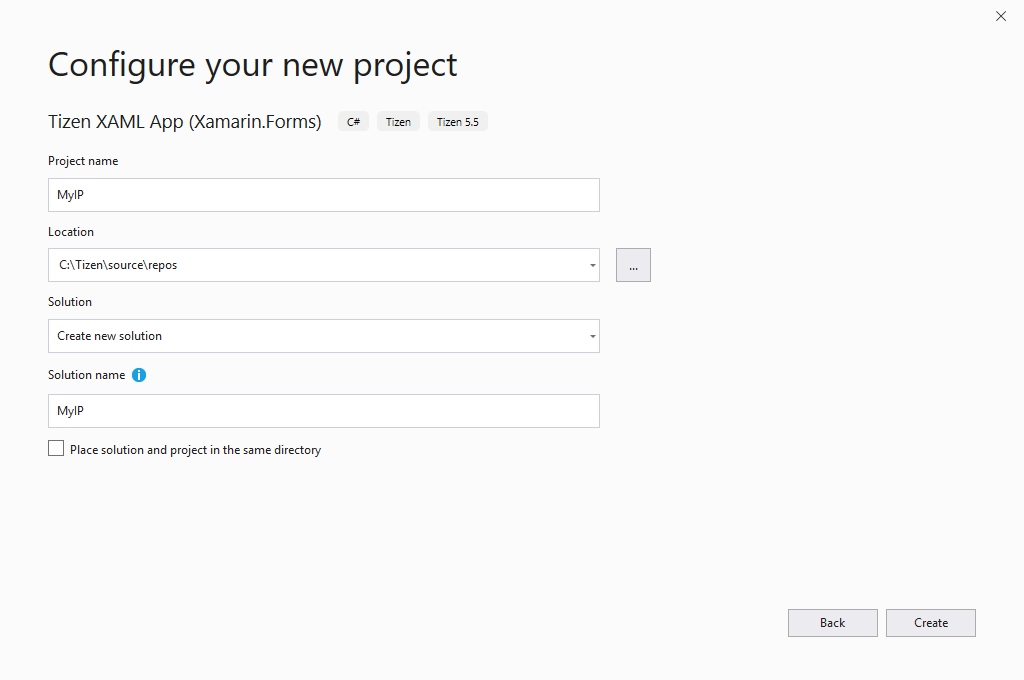 Configure your new project
Tizen XAML App (Xamarin.Forms) C# Tizen Tizen 5.5
Project name
MyIP
Location
C:\Tizen\source\repos
...
Solution
Create new solution
Solution name
MyIP
Place solution and project in the same directory
Back Create